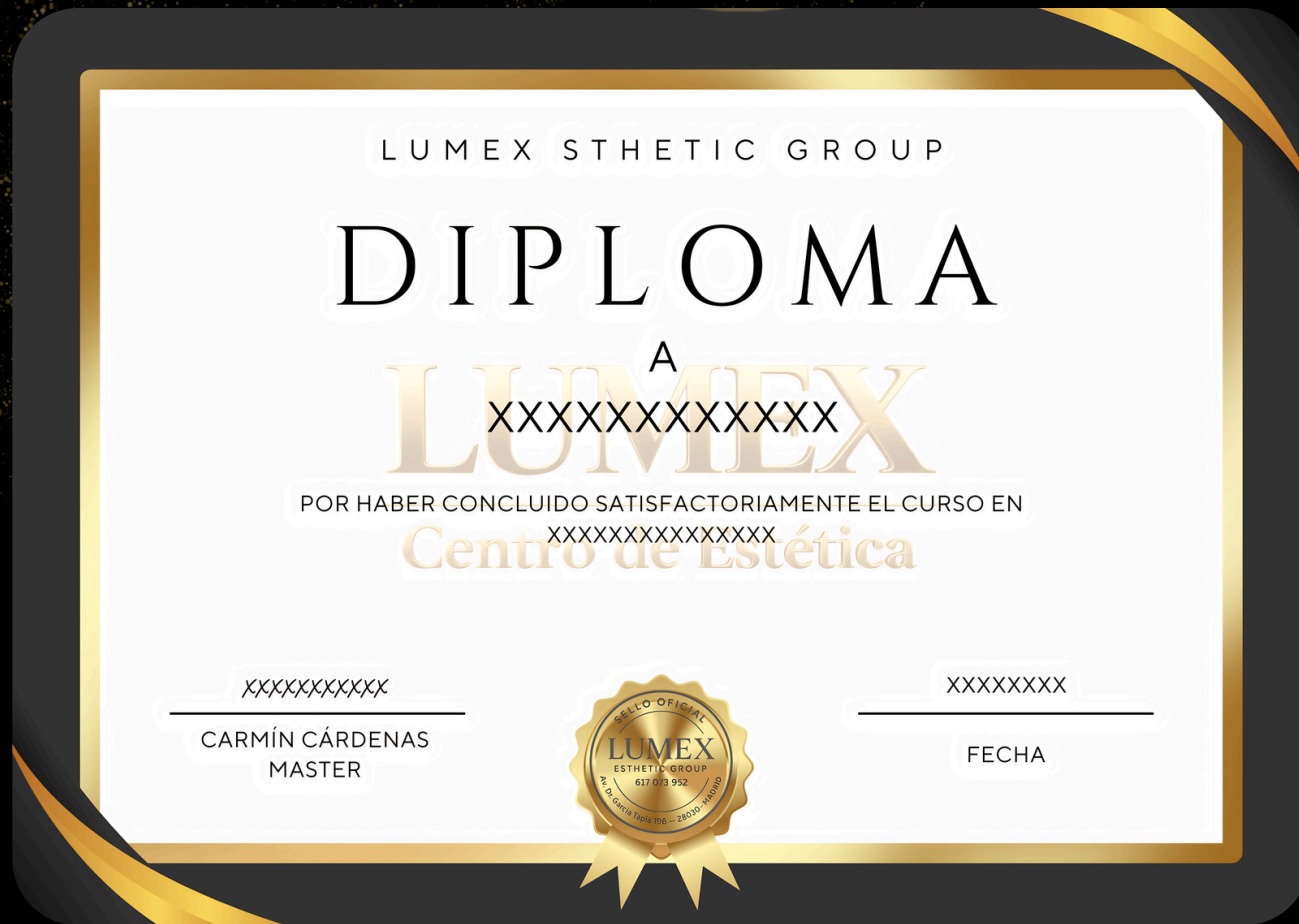 LUMEX STHETIC GROUP
DIPLOMA
A
LUMEX
XXXXXXXXXXXX
POR HABER CONCLUIDO SATISFACTORIAMENTE EL CURSO EN
XXXXXXXXXXXXXXX
Centro de Estética
XXXXXXXXXXX
CARMÍN CÁRDENAS
MASTER
SELLO OFICIAL
LUMEX
ESTHETIC GROUP
617 073 952
Av. Dr. García Tapia 196 – 28030–MADRID
XXXXXXXX
FECHA